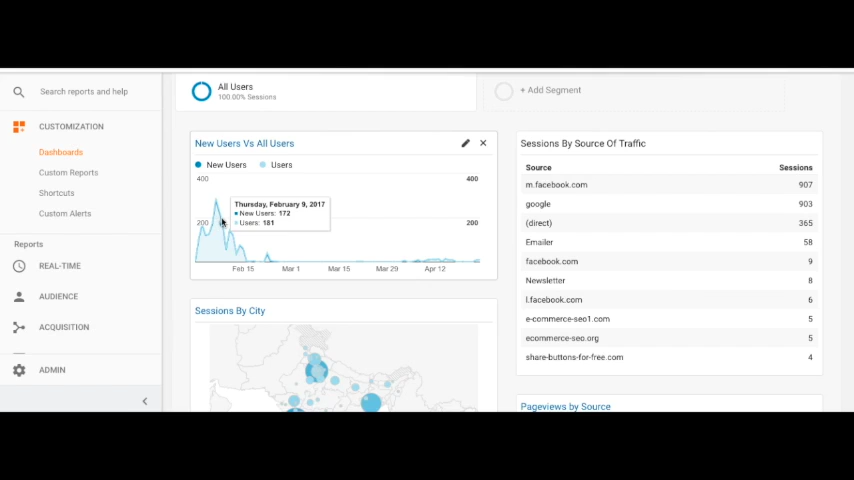 Search reports and help
CUSTOMIZATION
Dashboards
Custom Reports
Shortcuts
Custom Alerts
Reports
REAL-TIME
AUDIENCE
ACQUISITION
ADMIN
All Users
100.00% Sessions
+ Add Segment
New Users Vs All Users
New Users Users
400 400
Thursday, February 9, 2017
New Users: 172
Users: 181
200 200
Feb 15 Mar 1 Mar 15 Mar 29 Apr 12
Sessions By City
Sessions By Source Of Traffic
Source Sessions
m.facebook.com 907
google 903
(direct) 365
Emailer 58
facebook.com 9
Newsletter 8
l.facebook.com 6
e-commerce-seo1.com 5
ecommerce-seo.org 5
share-buttons-for-free.com 4
Pageviews by Source